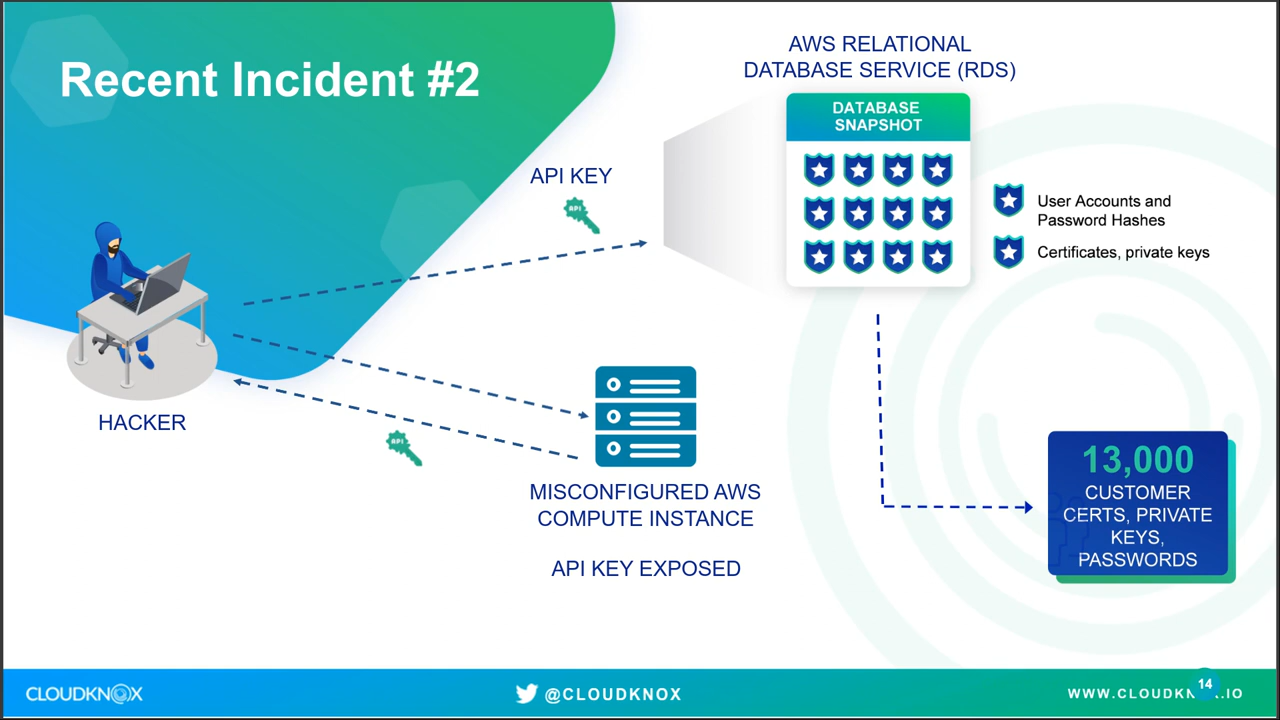 Recent Incident #2
AWS RELATIONAL
DATABASE SERVICE (RDS)
DATABASE
SNAPSHOT
API KEY
API
User Accounts and
Password Hashes
Certificates, private keys
HACKER
API
MISCONFIGURED AWS
COMPUTE INSTANCE
API KEY EXPOSED
13,000
CUSTOMER
CERTS, PRIVATE
KEYS,
PASSWORDS
CLOUDKNOX
@CLOUDKNOX
14